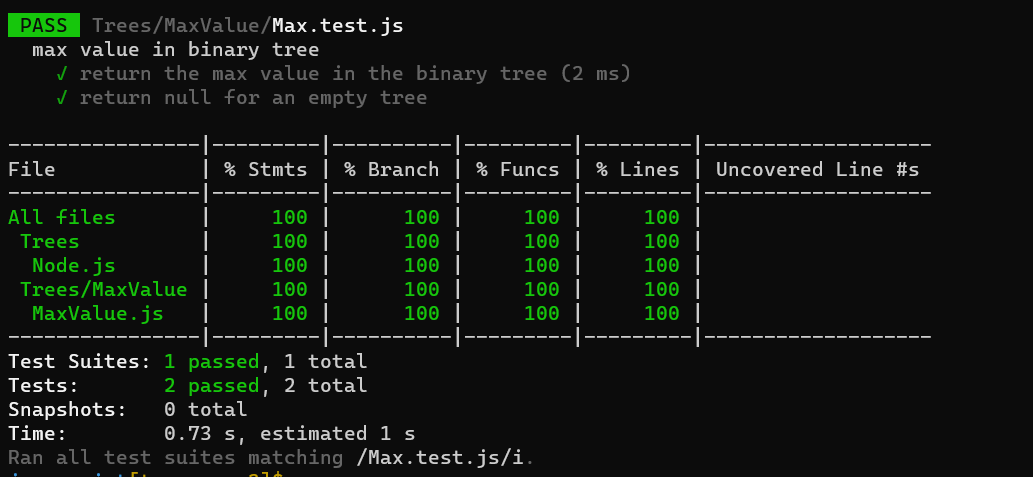 PASS Trees/MaxValue/Max.test.js
max value in binary tree
√ return the max value in the binary tree (2 ms)
√ return null for an empty tree
----------------|---------|----------|---------|---------|-------------------
File            | % Stmts | % Branch | % Funcs | % Lines | Uncovered Line #s
----------------|---------|----------|---------|---------|-------------------
All files       |     100 |      100 |     100 |     100 |
 Trees          |     100 |      100 |     100 |     100 |
  Node.js       |     100 |      100 |     100 |     100 |
 Trees/MaxValue |     100 |      100 |     100 |     100 |
  MaxValue.js   |     100 |      100 |     100 |     100 |
----------------|---------|----------|---------|---------|-------------------
Test Suites: 1 passed, 1 total
Tests:       2 passed, 2 total
Snapshots:   0 total
Time:        0.73 s, estimated 1 s
Ran all test suites matching /Max.test.js/i.